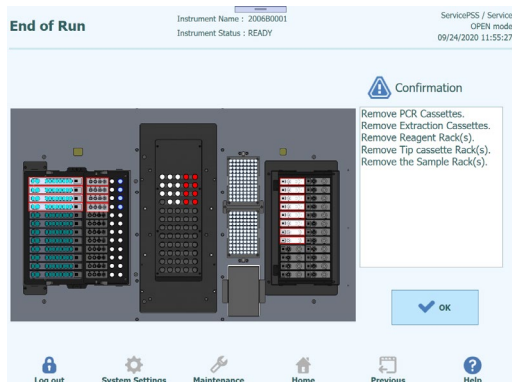 End of Run
Instrument Name : 2006B0001
Instrument Status : READY
ServicePSS / Service
OPEN mode
09/24/2020 11:55:27
Confirmation
Remove PCR Cassettes.
Remove Extraction Cassettes.
Remove Reagent Rack(s).
Remove Tip cassette Rack(s).
Remove the Sample Rack(s).
OK
Log out
System Settings
Maintenance
Home
Previous
Help